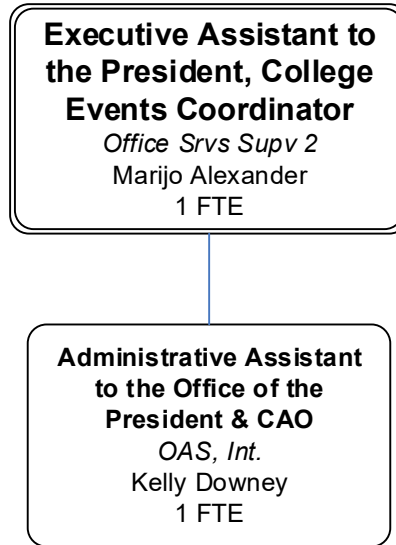 Executive Assistant to
the President, College
Events Coordinator
Office Srvs Supv 2
Marijo Alexander
1 FTE
Administrative Assistant
to the Office of the
President & CAO
OAS, Int.
Kelly Downey
1 FTE